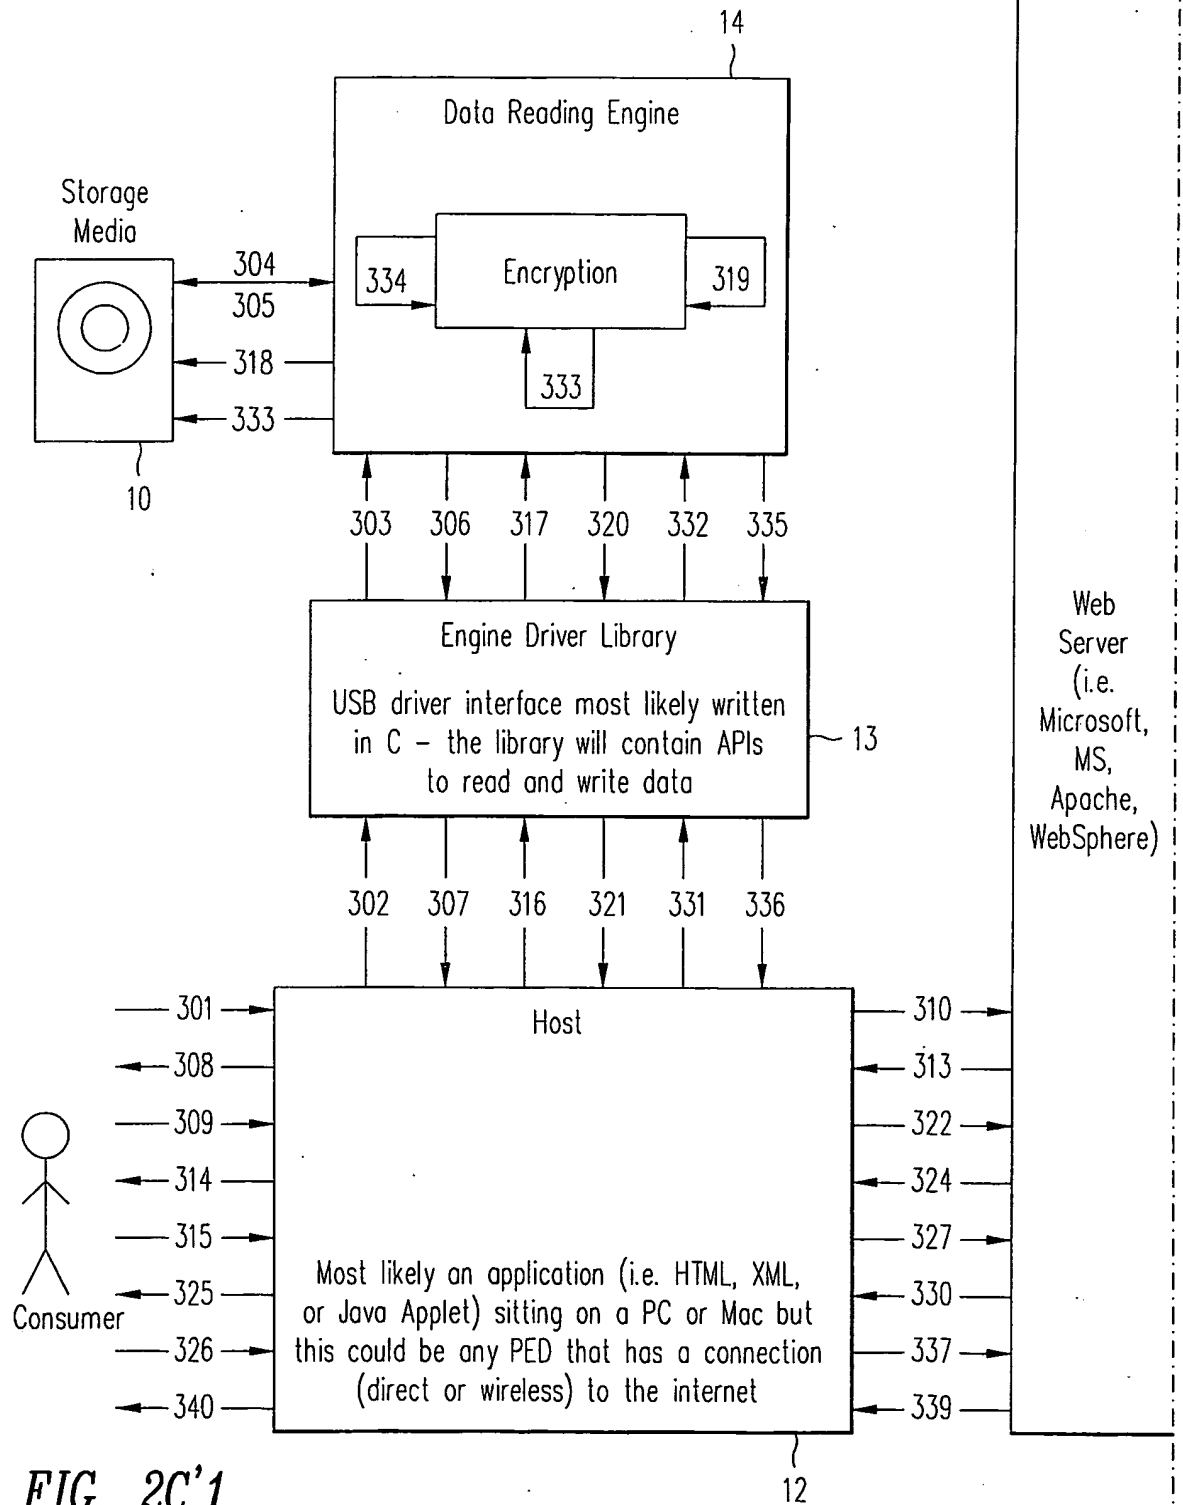 14
Data Reading Engine
Storage
Media
304
305
318
333
10
334
Encryption
319
333
303
306
317
320
332
335
Engine Driver Library
USB driver interface most likely written
in C – the library will contain APIs
to read and write data
13
Web
Server
(i.e.
Microsoft,
MS,
Apache,
WebSphere)
302
307
316
321
331
336
Host
301
308
309
314
315
325
326
340
Consumer
310
313
322
324
327
330
337
339
Most likely an application (i.e. HTML, XML,
or Java Applet) sitting on a PC or Mac but
this could be any PED that has a connection
(direct or wireless) to the internet
12
FIG. 2C'1